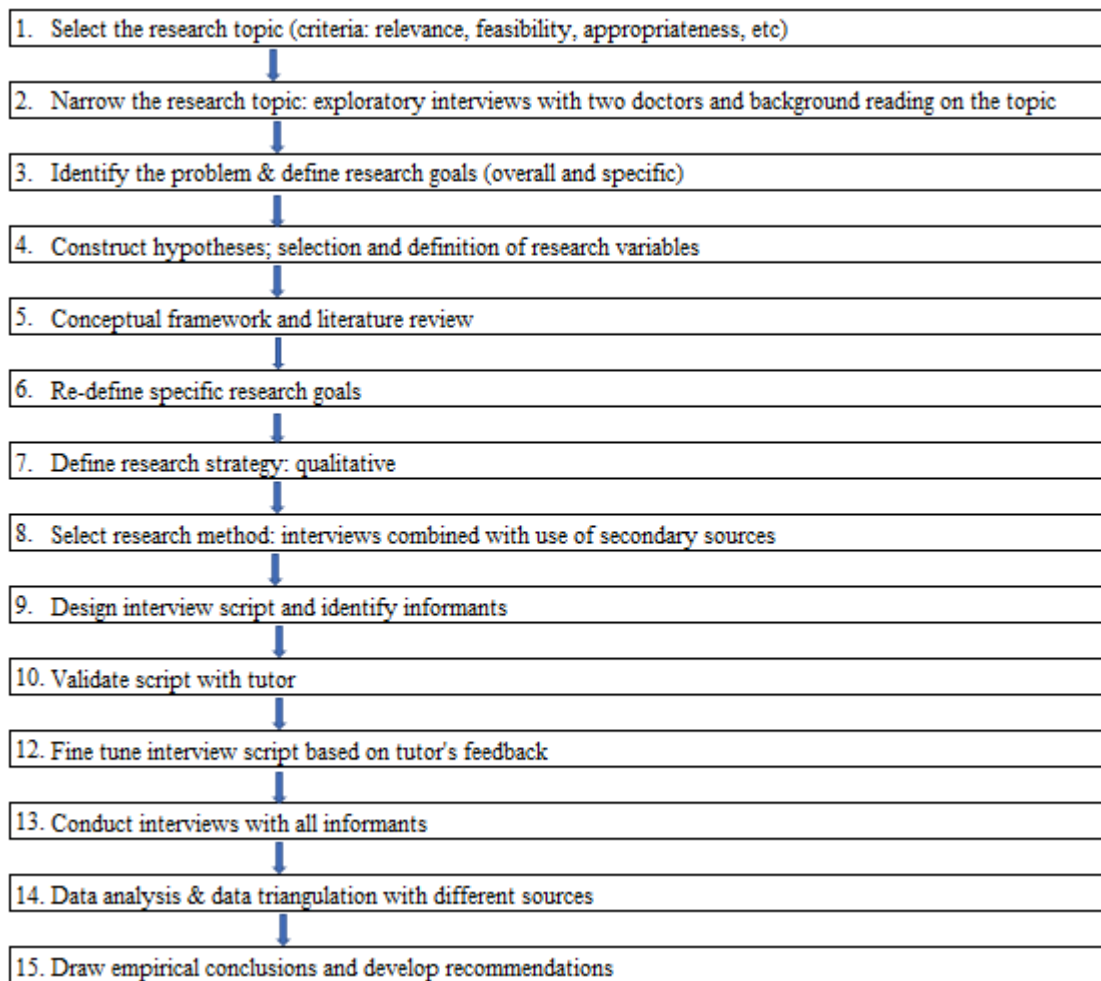 1. Select the research topic (criteria: relevance, feasibility, appropriateness, etc)
2. Narrow the research topic: exploratory interviews with two doctors and background reading on the topic
3. Identify the problem & define research goals (overall and specific)
4. Construct hypotheses; selection and definition of research variables
5. Conceptual framework and literature review
6. Re-define specific research goals
7. Define research strategy: qualitative
8. Select research method: interviews combined with use of secondary sources
9. Design interview script and identify informants
10. Validate script with tutor
12. Fine tune interview script based on tutor's feedback
13. Conduct interviews with all informants
14. Data analysis & data triangulation with different sources
15. Draw empirical conclusions and develop recommendations